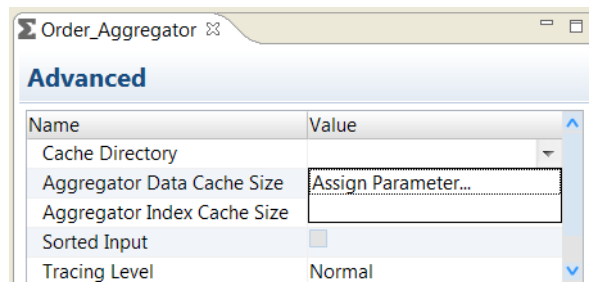 Order_Aggregator
Advanced
Name Value
Cache Directory
Aggregator Data Cache Size Assign Parameter...
Aggregator Index Cache Size
Sorted Input
Tracing Level Normal